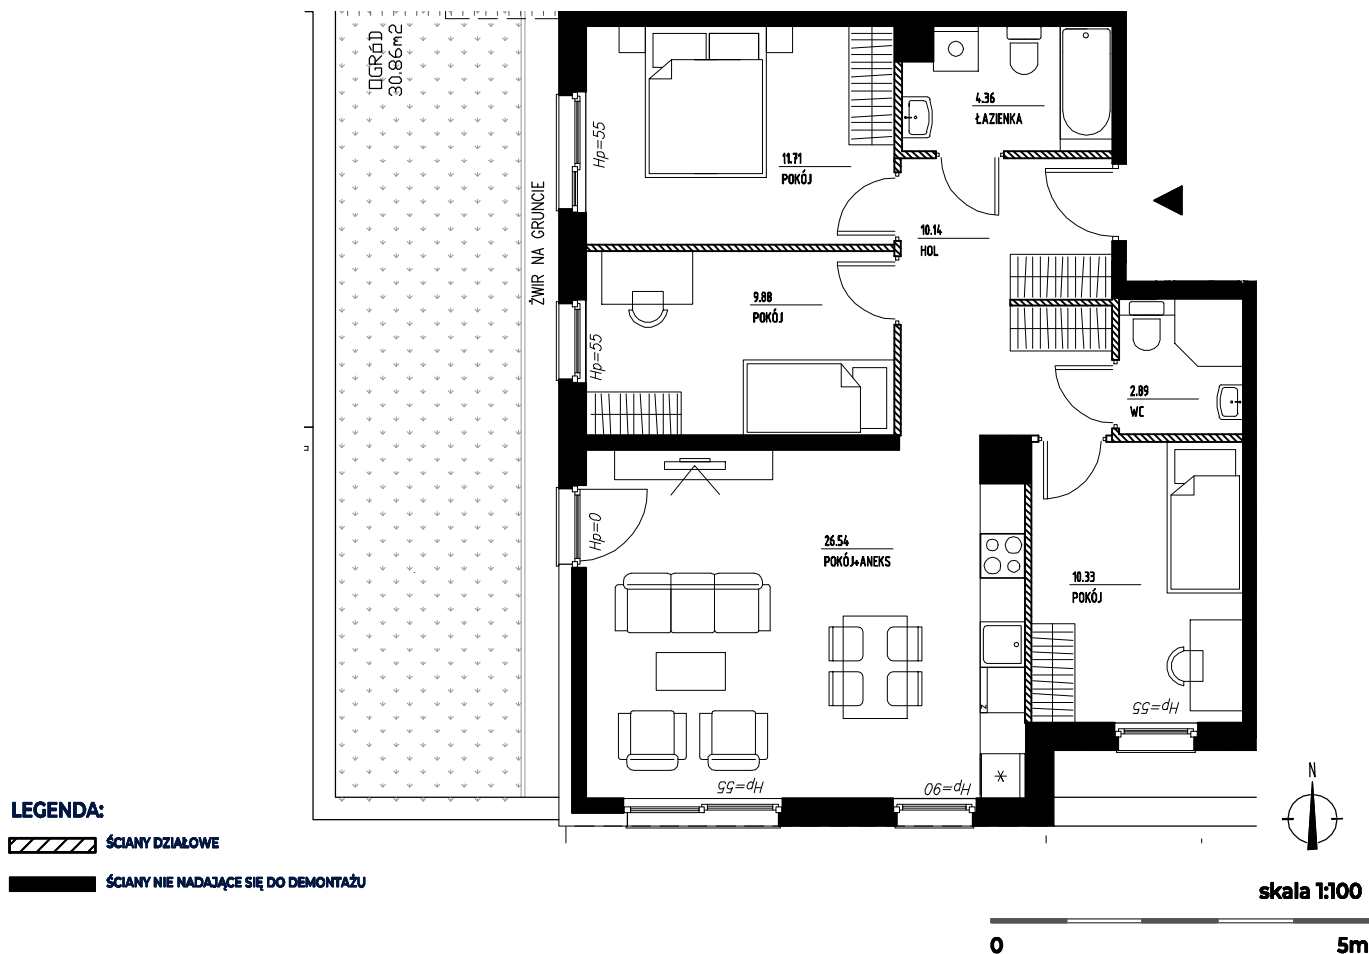 OGRóD
30.86m2
ŻWIR NA GRUNCIE
Hp=55
11.71
POKÓJ
4.36
ŁAZIENKA
10.14
HOL
Hp=55
9.88
POKÓJ
2.89
WC
Hp=0
26.54
POKÓJ+ANEKS
10.33
POKÓJ
Hp=55
Hp=55
Hp=90
z
N
LEGENDA:
ŚCIANY DZIAŁOWE
ŚCIANY NIE NADAJĄCE SIĘ DO DEMONTAŻU
skala 1:100
0 5m